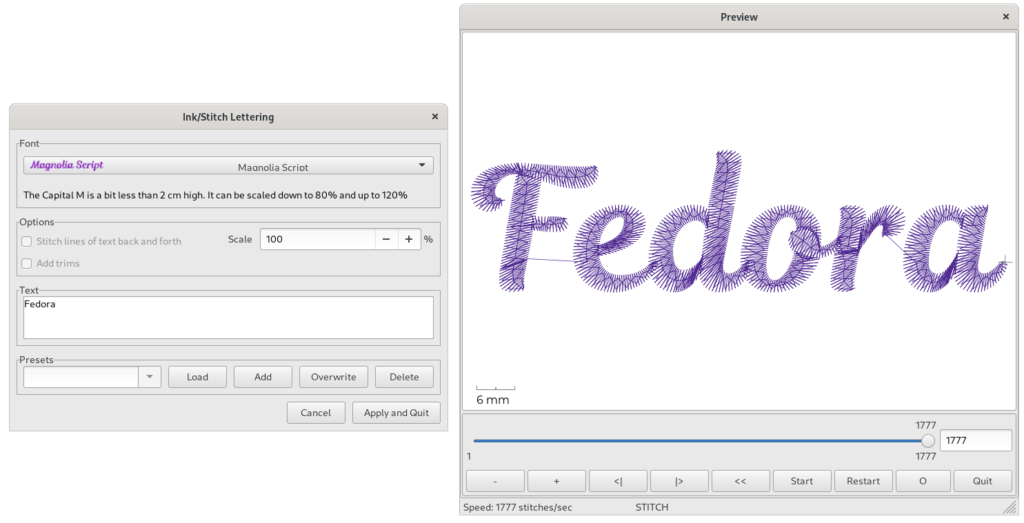 Ink/Stitch Lettering ×
Font
Magnolia Script Magnolia Script
The Capital M is a bit less than 2 cm high. It can be scaled down to 80% and up to 120%
Options
Stitch lines of text back and forth Scale 100 − + %
Add trims
Text
Fedora
Presets
Load Add Overwrite Delete
Cancel Apply and Quit
Preview ×
Fedora
6 mm
1777
1777
1 1777
- + <| |> << Start Restart O Quit
Speed: 1777 stitches/sec STITCH